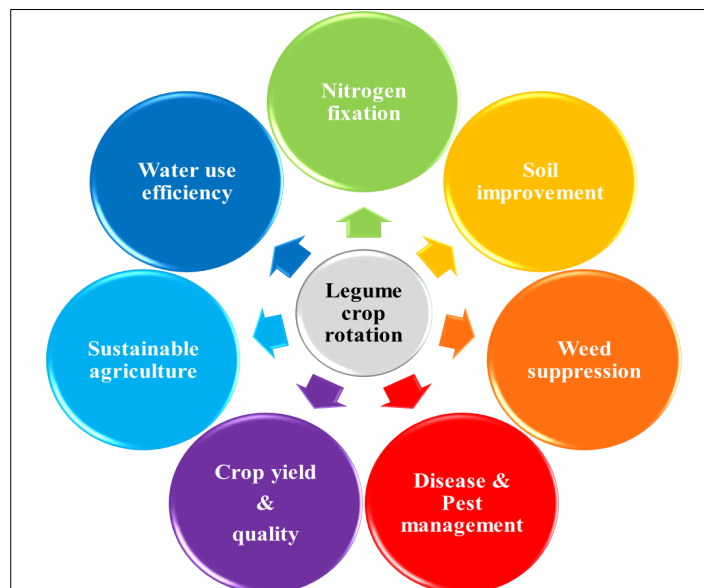 Nitrogen
fixation
Water use
efficiency
Soil
improvement
Legume
crop
rotation
Sustainable
agriculture
Weed
suppression
Crop yield
&
quality
Disease &
Pest
management